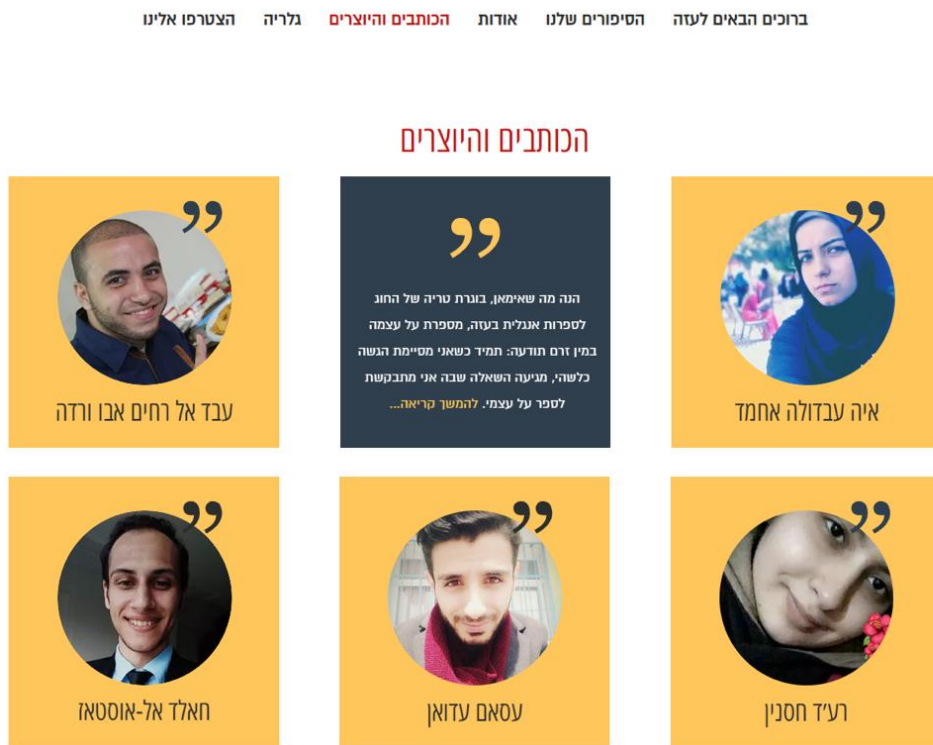 ברוכים הבאים לעזה הסיפורים שלנו אודות הכותבים והיוצרים גלריה הצטרפו אלינו
הכותבים והיוצרים
איה עבדולה אחמד
הנה מה שאימאן, בוגרת טריה של החוג
לספרות אנגלית בעזה, מספרת על עצמה
במין זרם תודעה: תמיד כשאני מסיימת הגשה
כלשהי, מגיעה השאלה שבה אני מתבקשת
לספר על עצמי. להמשך קריאה...
עבד אל רחים אבו ורדה
רע'ד חסנין
עסאם עדואן
חאלד אל-אוסטאז